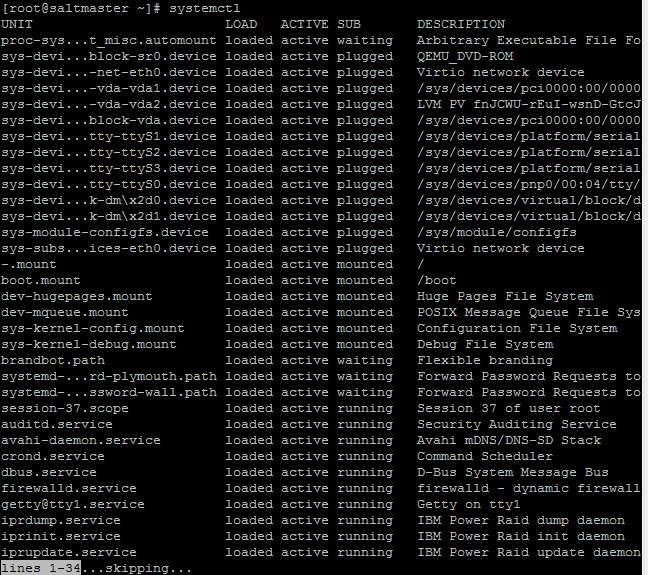 [root@saltmaster ~]# systemctl
UNIT LOAD ACTIVE SUB DESCRIPTION
proc-sys...t_misc.automount loaded active waiting Arbitrary Executable File Fo
sys-devi...block-sr0.device loaded active plugged QEMU_DVD-ROM
sys-devi...-net-eth0.device loaded active plugged Virtio network device
sys-devi...-vda-vda1.device loaded active plugged /sys/devices/pci0000:00/0000
sys-devi...-vda-vda2.device loaded active plugged LVM PV fnJCWU-rEuI-wsnD-GtcJ
sys-devi...block-vda.device loaded active plugged /sys/devices/pci0000:00/0000
sys-devi...tty-ttyS1.device loaded active plugged /sys/devices/platform/serial
sys-devi...tty-ttyS2.device loaded active plugged /sys/devices/platform/serial
sys-devi...tty-ttyS3.device loaded active plugged /sys/devices/platform/serial
sys-devi...tty-ttyS0.device loaded active plugged /sys/devices/pnp0/00:04/tty/
sys-devi...k-dm\x2d0.device loaded active plugged /sys/devices/virtual/block/d
sys-devi...k-dm\x2d1.device loaded active plugged /sys/devices/virtual/block/d
sys-module-configfs.device loaded active plugged /sys/module/configfs
sys-subs...ices-eth0.device loaded active plugged Virtio network device
-.mount loaded active mounted /
boot.mount loaded active mounted /boot
dev-hugepages.mount loaded active mounted Huge Pages File System
dev-mqueue.mount loaded active mounted POSIX Message Queue File Sys
sys-kernel-config.mount loaded active mounted Configuration File System
sys-kernel-debug.mount loaded active mounted Debug File System
brandbot.path loaded active waiting Flexible branding
systemd-...rd-plymouth.path loaded active waiting Forward Password Requests to
systemd-...ssword-wall.path loaded active waiting Forward Password Requests to
session-37.scope loaded active running Session 37 of user root
auditd.service loaded active running Security Auditing Service
avahi-daemon.service loaded active running Avahi mDNS/DNS-SD Stack
crond.service loaded active running Command Scheduler
dbus.service loaded active running D-Bus System Message Bus
firewalld.service loaded active running firewalld - dynamic firewall
getty@tty1.service loaded active running Getty on tty1
iprdump.service loaded active running IBM Power Raid dump daemon
iprinit.service loaded active running IBM Power Raid init daemon
iprupdate.service loaded active running IBM Power Raid update daemon
lines 1-34...skipping...